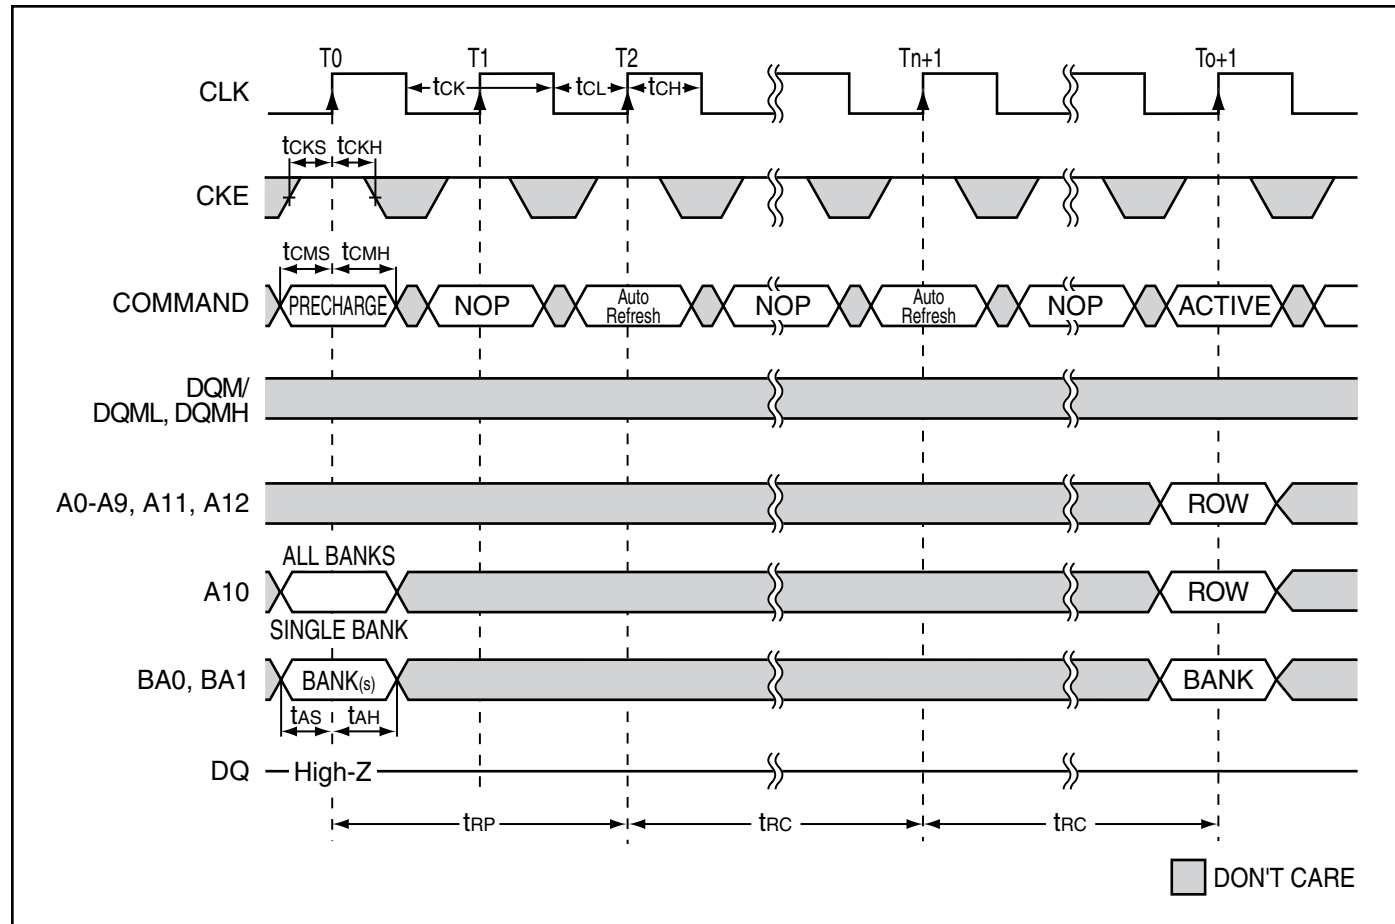 T0 T1 T2 Tn+1 To+1
CLK tCK tCL tCH
tCKS tCKH
CKE
tCMS tCMH
COMMAND PRECHARGE NOP Auto Refresh NOP Auto Refresh NOP ACTIVE
DQM/
DQML, DQMH
A0-A9, A11, A12 ROW
ALL BANKS
A10 ROW
SINGLE BANK
BA0, BA1 BANK(s) BANK
tAS tAH
DQ High-Z
tRP tRC tRC
DON'T CARE